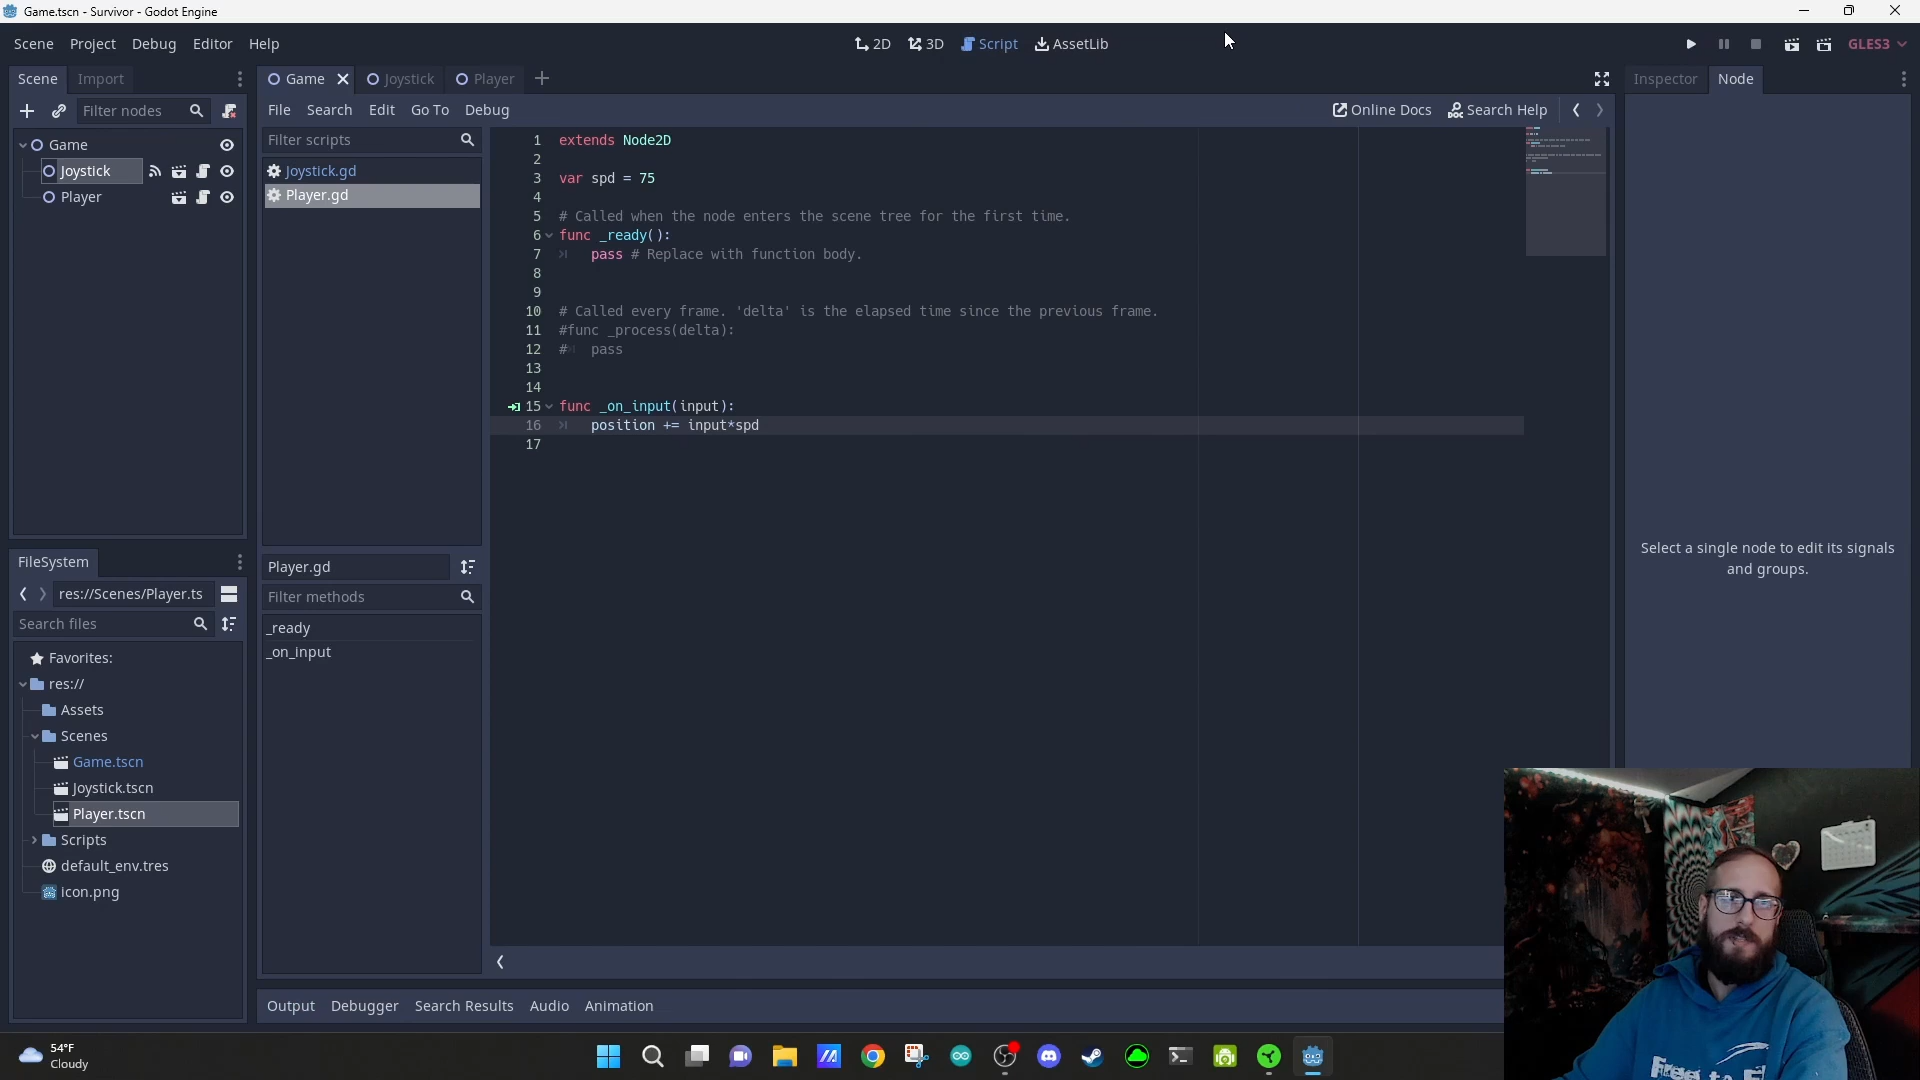 Game.tscn - Survivor - Godot Engine
Scene Project Debug Editor Help
2D 3D Script AssetLib
GLES3
Scene Import
Game Joystick Player
Inspector Node
Filter nodes
File Search Edit Go To Debug
Online Docs Search Help
Game
Joystick
Player
Filter scripts
Joystick.gd
Player.gd
1 extends Node2D
2
3 var spd = 75
4
5 # Called when the node enters the scene tree for the first time.
6 func _ready():
7 pass # Replace with function body.
8
9
10 # Called every frame. 'delta' is the elapsed time since the previous frame.
11 #func _process(delta):
12 # pass
13
14
15 func _on_input(input):
16 position += input*spd
17
Select a single node to edit its signals
and groups.
FileSystem
res://Scenes/Player.ts
Search files
Favorites:
res://
Assets
Scenes
Game.tscn
Joystick.tscn
Player.tscn
Scripts
default_env.tres
icon.png
Player.gd
Filter methods
_ready
_on_input
Output Debugger Search Results Audio Animation
54°F
Cloudy